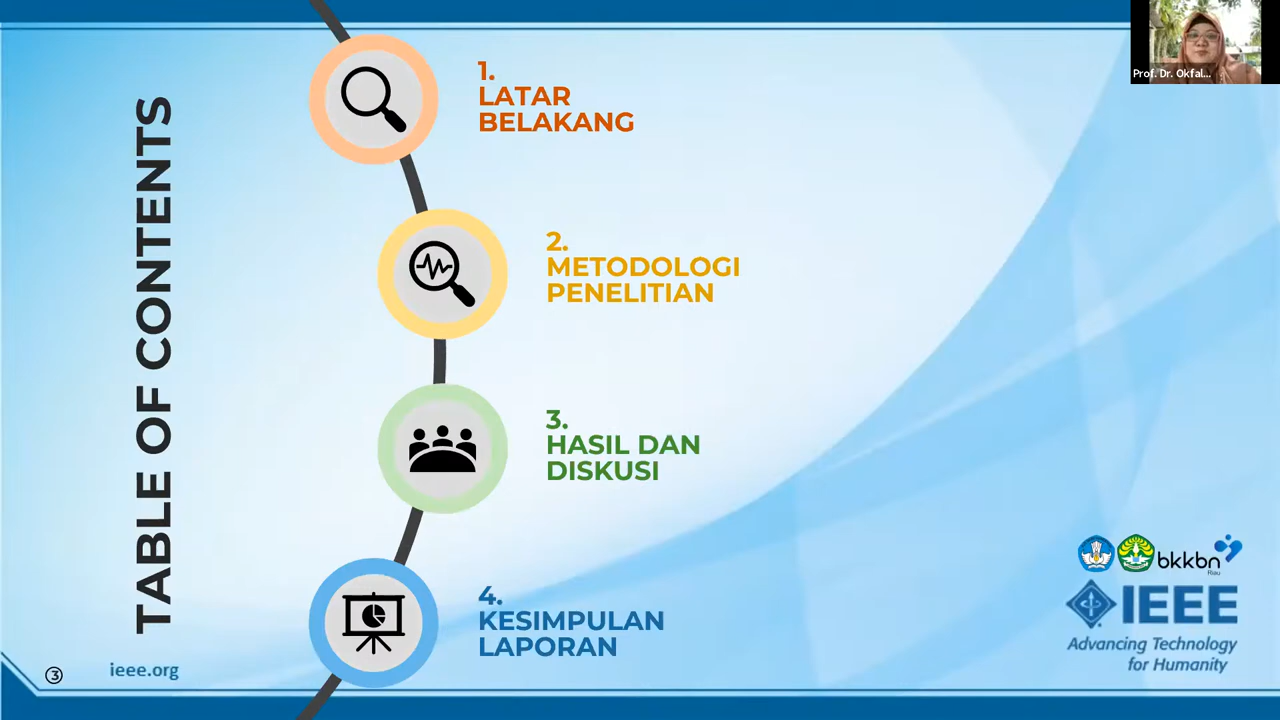 TABLE OF CONTENTS
1.
LATAR
BELAKANG
2.
METODOLOGI
PENELITIAN
3.
HASIL DAN
DISKUSI
4.
KESIMPULAN
LAPORAN
Prof. Dr. Okfal...
bkkbn
Riau
IEEE
Advancing Technology
for Humanity
3
ieee.org